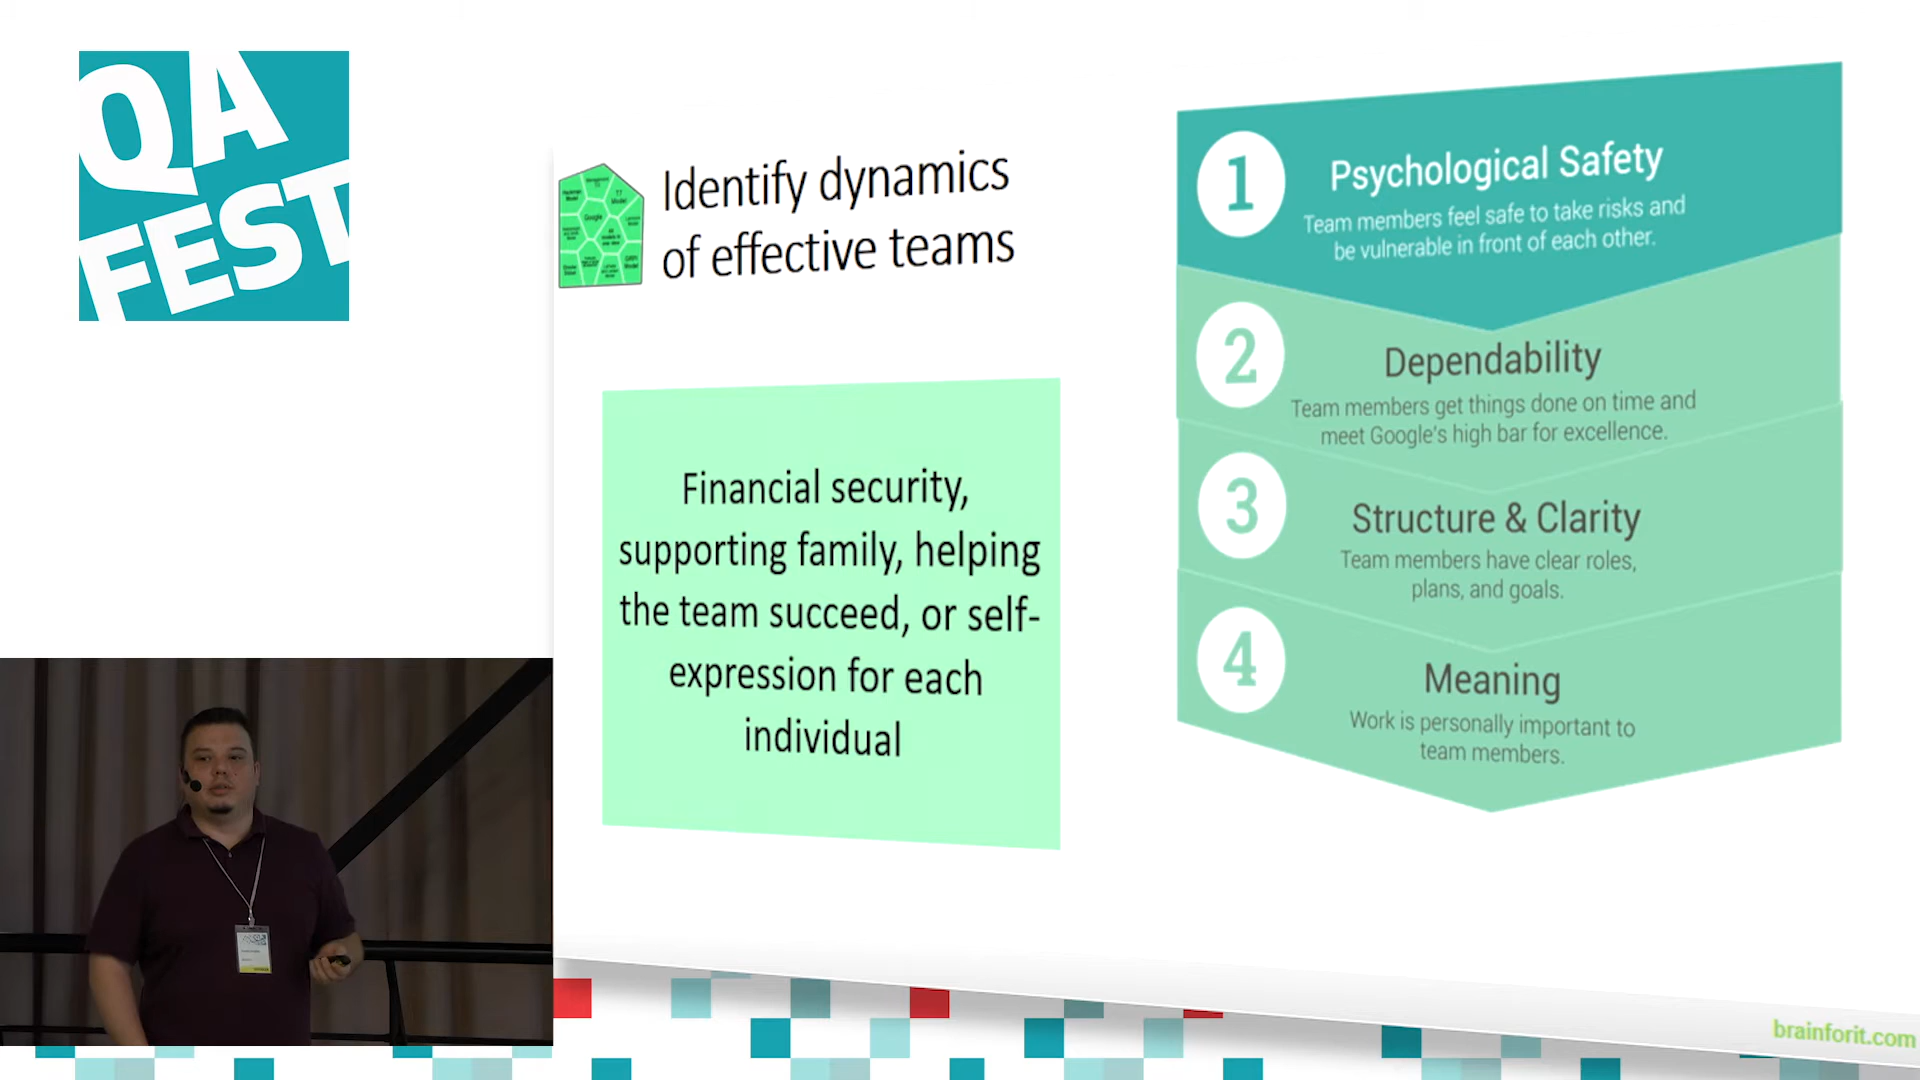 QA
FEST
Identify dynamics
of effective teams
Google
Financial security,
supporting family, helping
the team succeed, or self-
expression for each
individual
1
Psychological Safety
Team members feel safe to take risks and
be vulnerable in front of each other.
2
Dependability
Team members get things done on time and
meet Google's high bar for excellence.
3
Structure & Clarity
Team members have clear roles,
plans, and goals.
4
Meaning
Work is personally important to
team members.
brainforit.com